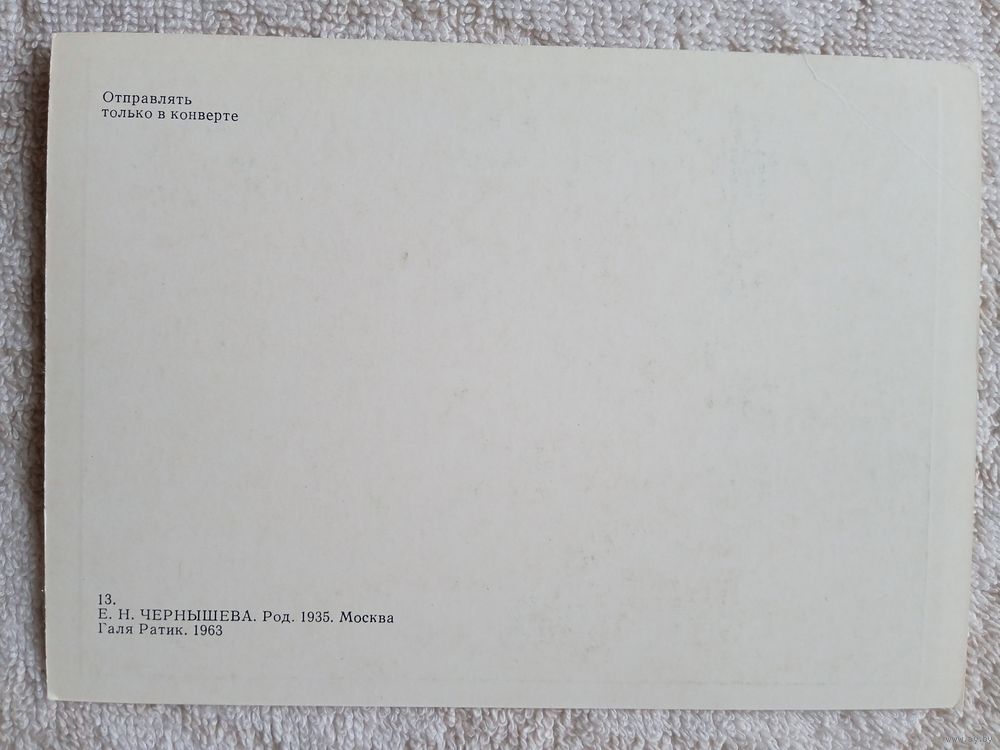 Отправлять
только в конверте
13.
Е. Н. ЧЕРНЫШЕВА. Род. 1935. Москва
Галя Ратик. 1963